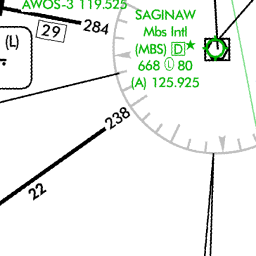 AWOS-3 119.525
SAGINAW
Mbs Intl
(MBS) D★
668 Ⓛ 80
(A) 125.925
284
29
(L)
238
22